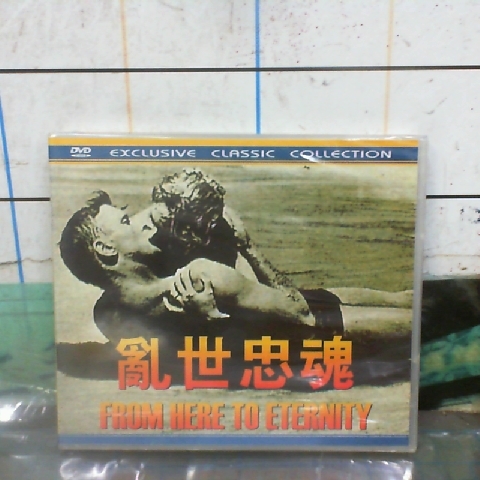 DVD EXCLUSIVE CLASSIC COLLECTION
亂世忠魂
FROM HERE TO ETERNITY